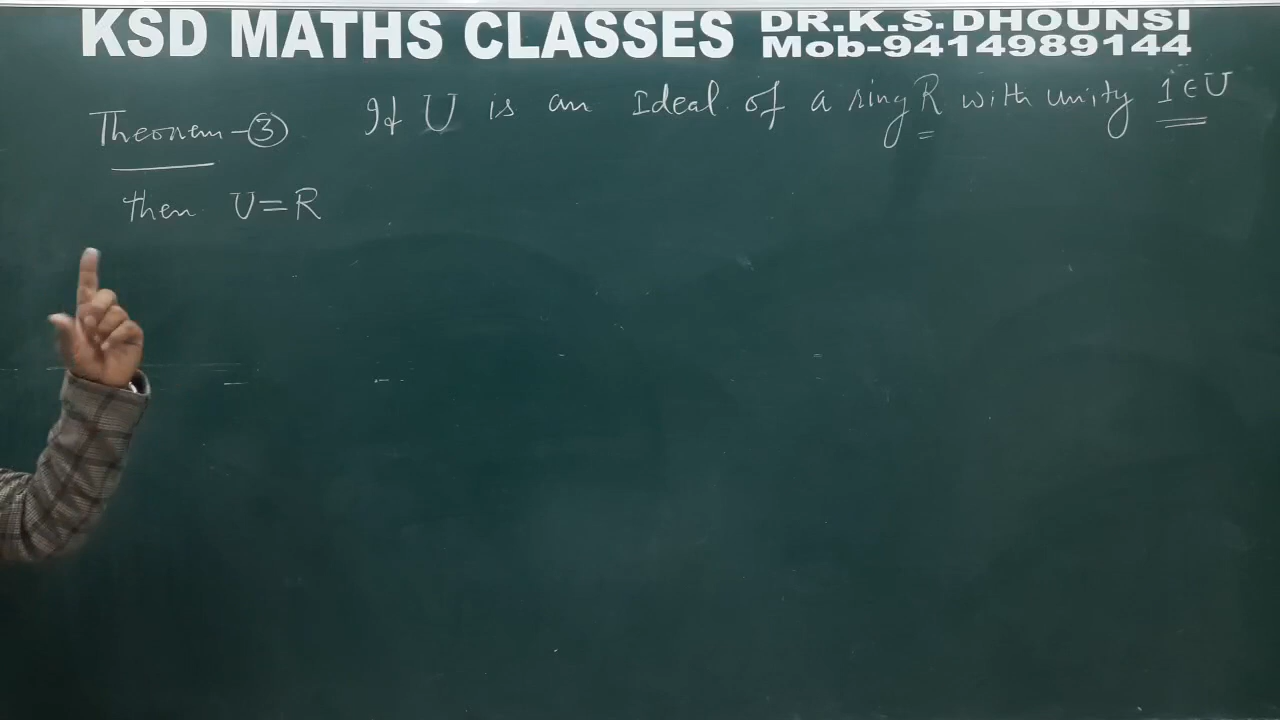 KSD MATHS CLASSES DR.K.S.DHOUNSI
Mob-9414989144
Theorem-③ If U is an Ideal of a ring R with unity 1∈U
then U=R